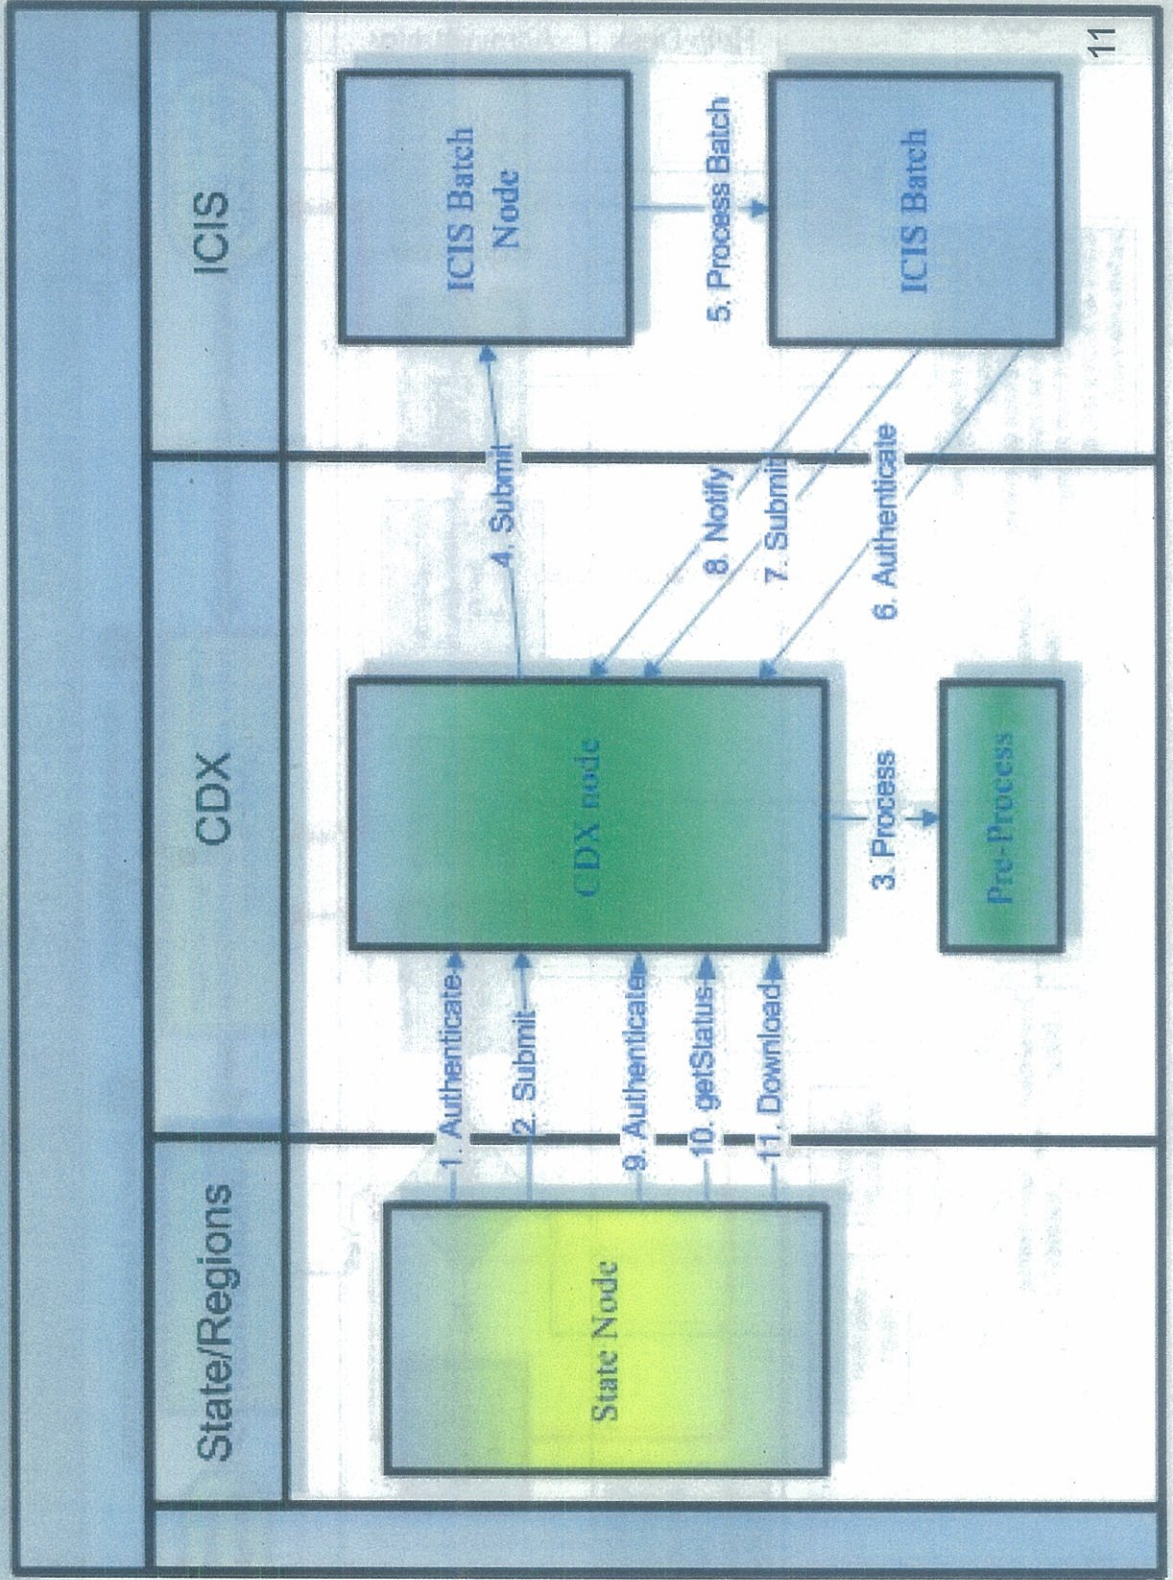 State/Regions
CDX
ICIS
State Node
1. Authenticate
2. Submit
9. Authenticate
10. getStatus
11. Download
CDX node
3. Process
Pre-Process
4. Submit
8. Notify
7. Submit
6. Authenticate
ICIS Batch
Node
5. Process Batch
ICIS Batch
11